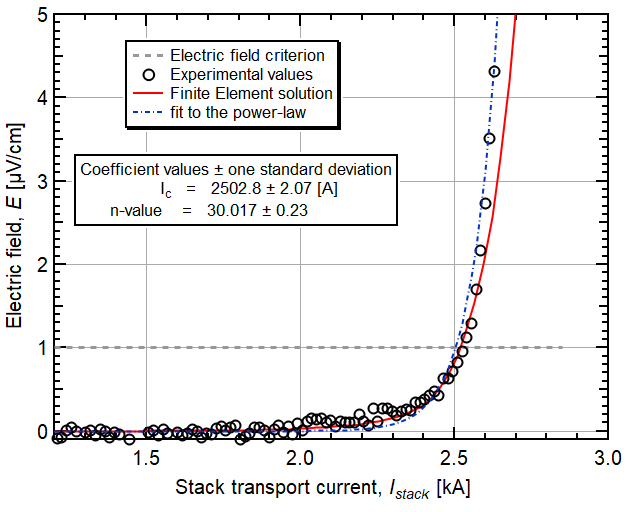 5
4
3
2
1
0
Electric field, E [µV/cm]
Electric field criterion
Experimental values
Finite Element solution
fit to the power-law
Coefficient values ± one standard deviation
Ic = 2502.8 ± 2.07 [A]
n-value = 30.017 ± 0.23
1.5 2.0 2.5 3.0
Stack transport current, Istack [kA]